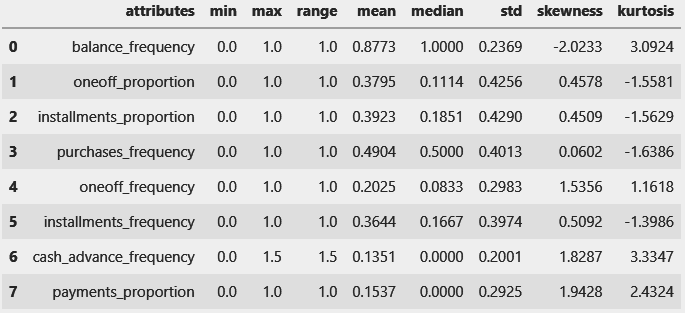 attributes min max range mean median std skewness kurtosis
0 balance_frequency 0.0 1.0 1.0 0.8773 1.0000 0.2369 -2.0233 3.0924
1 oneoff_proportion 0.0 1.0 1.0 0.3795 0.1114 0.4256 0.4578 -1.5581
2 installments_proportion 0.0 1.0 1.0 0.3923 0.1851 0.4290 0.4509 -1.5629
3 purchases_frequency 0.0 1.0 1.0 0.4904 0.5000 0.4013 0.0602 -1.6386
4 oneoff_frequency 0.0 1.0 1.0 0.2025 0.0833 0.2983 1.5356 1.1618
5 installments_frequency 0.0 1.0 1.0 0.3644 0.1667 0.3974 0.5092 -1.3986
6 cash_advance_frequency 0.0 1.5 1.5 0.1351 0.0000 0.2001 1.8287 3.3347
7 payments_proportion 0.0 1.0 1.0 0.1537 0.0000 0.2925 1.9428 2.4324